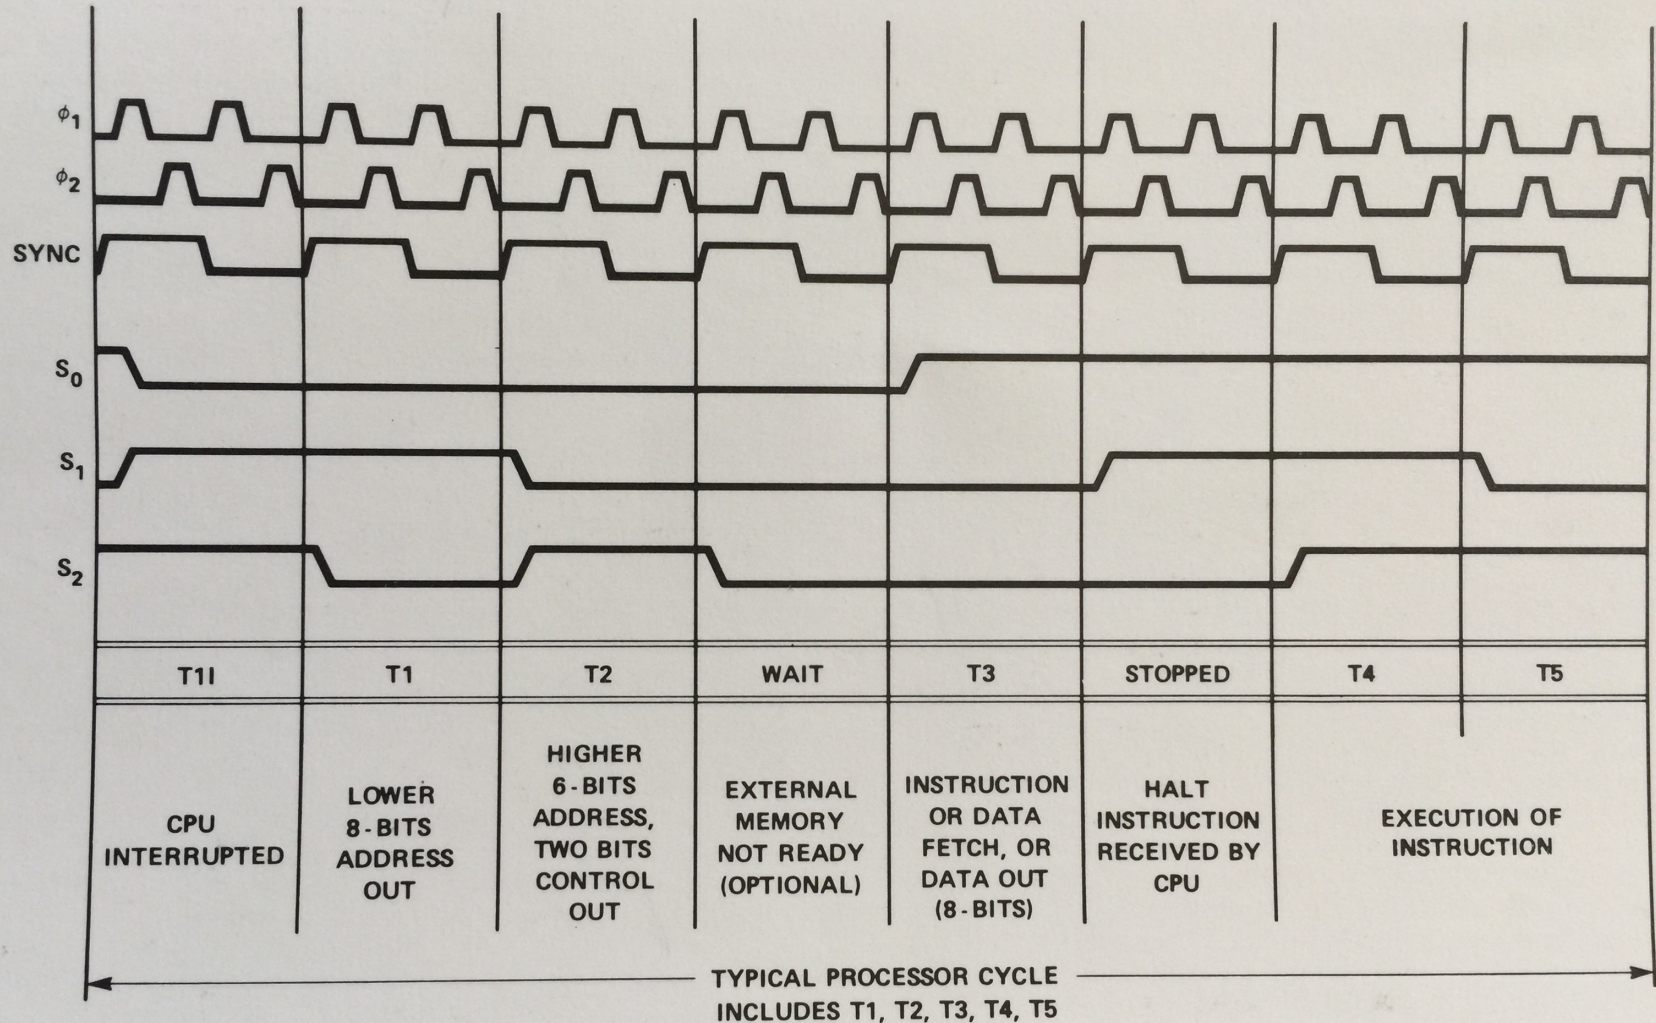 φ1
φ2
SYNC
S0
S1
S2
T1I
T1
T2
WAIT
T3
STOPPED
T4
T5
CPU
INTERRUPTED
LOWER
8-BITS
ADDRESS
OUT
HIGHER
6-BITS
ADDRESS,
TWO BITS
CONTROL
OUT
EXTERNAL
MEMORY
NOT READY
(OPTIONAL)
INSTRUCTION
OR DATA
FETCH, OR
DATA OUT
(8-BITS)
HALT
INSTRUCTION
RECEIVED BY
CPU
EXECUTION OF
INSTRUCTION
TYPICAL PROCESSOR CYCLE
INCLUDES T1, T2, T3, T4, T5